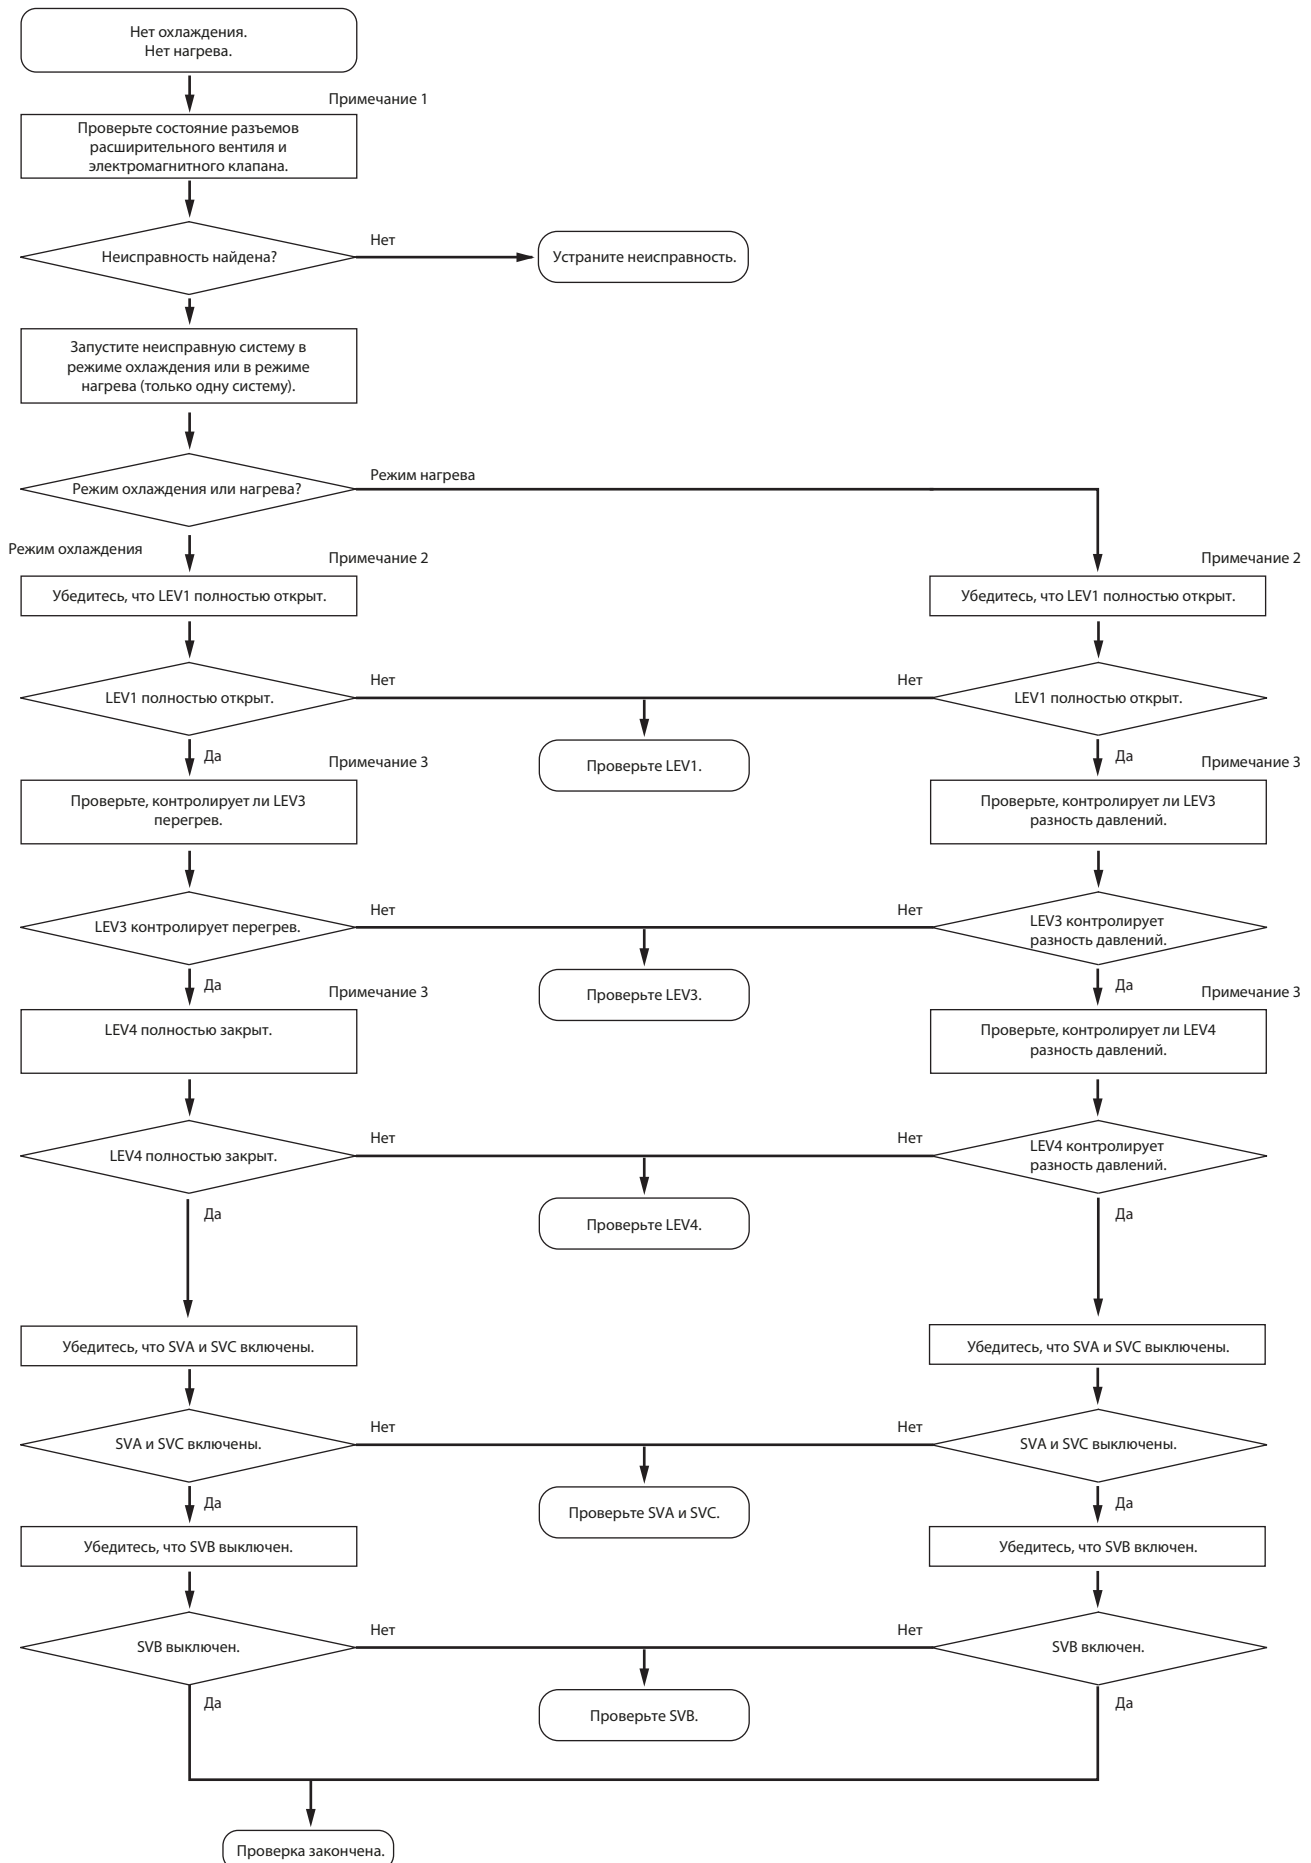 Нет охлаждения.
Нет нагрева.
Примечание 1
Проверьте состояние разъемов
расширительного вентиля и
электромагнитного клапана.
Нет
Неисправность найдена?
Устраните неисправность.
Запустите неисправную систему в
режиме охлаждения или в режиме
нагрева (только одну систему).
Режим нагрева
Режим охлаждения или нагрева?
Режим охлаждения
Примечание 2
Примечание 2
Убедитесь, что LEV1 полностью открыт.
Убедитесь, что LEV1 полностью открыт.
Нет
Нет
LEV1 полностью открыт.
LEV1 полностью открыт.
Да
Примечание 3
Проверьте LEV1.
Да
Примечание 3
Проверьте, контролирует ли LEV3
перегрев.
Проверьте, контролирует ли LEV3
разность давлений.
Нет
Нет
LEV3 контролирует перегрев.
LEV3 контролирует
разность давлений.
Да
Примечание 3
Проверьте LEV3.
Да
Примечание 3
LEV4 полностью закрыт.
Проверьте, контролирует ли LEV4
разность давлений.
Нет
Нет
LEV4 полностью закрыт.
LEV4 контролирует
разность давлений.
Да
Проверьте LEV4.
Да
Убедитесь, что SVA и SVC включены.
Убедитесь, что SVA и SVC выключены.
Нет
Нет
SVA и SVC включены.
SVA и SVC выключены.
Да
Проверьте SVA и SVC.
Да
Убедитесь, что SVB выключен.
Убедитесь, что SVB включен.
Нет
Нет
SVB выключен.
SVB включен.
Да
Проверьте SVB.
Да
Проверка закончена.